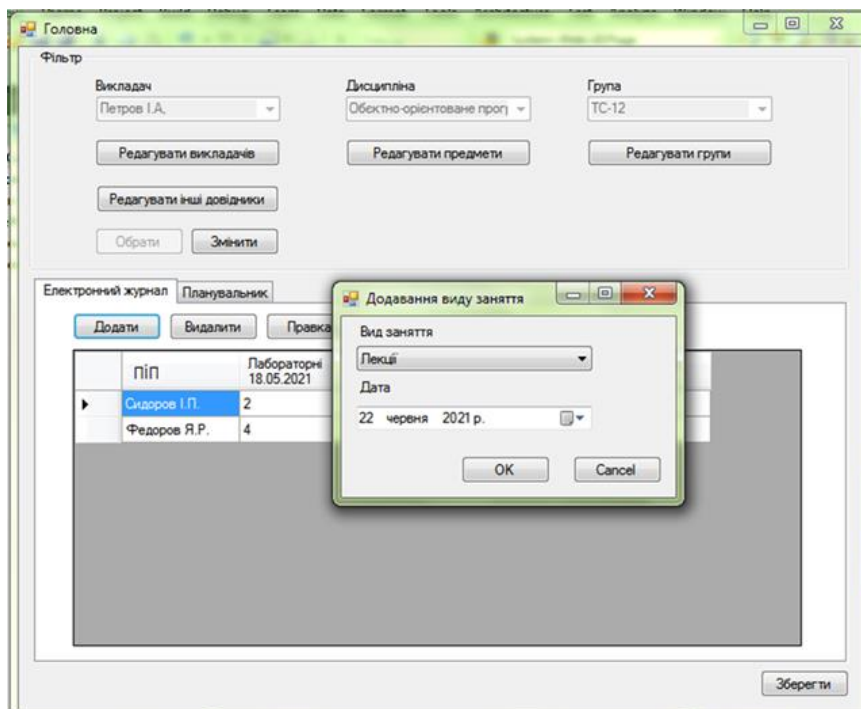 Головна
Фільтр
Викладач Дисципліна Група
Петров І.А. Обєктно-орієнтоване прог ТС-12
Редагувати викладачів Редагувати предмети Редагувати групи
Редагувати інші довідники
Обрати Змінити
Електронний журнал Планувальник
Додати Видалити Правка
ПіП Лабораторні
18.05.2021
Сидоров І.П. 2
Федоров Я.Р. 4
Додавання виду заняття
Вид заняття
Лекції
Дата
22 червня 2021 р.
OK Cancel
Зберегти